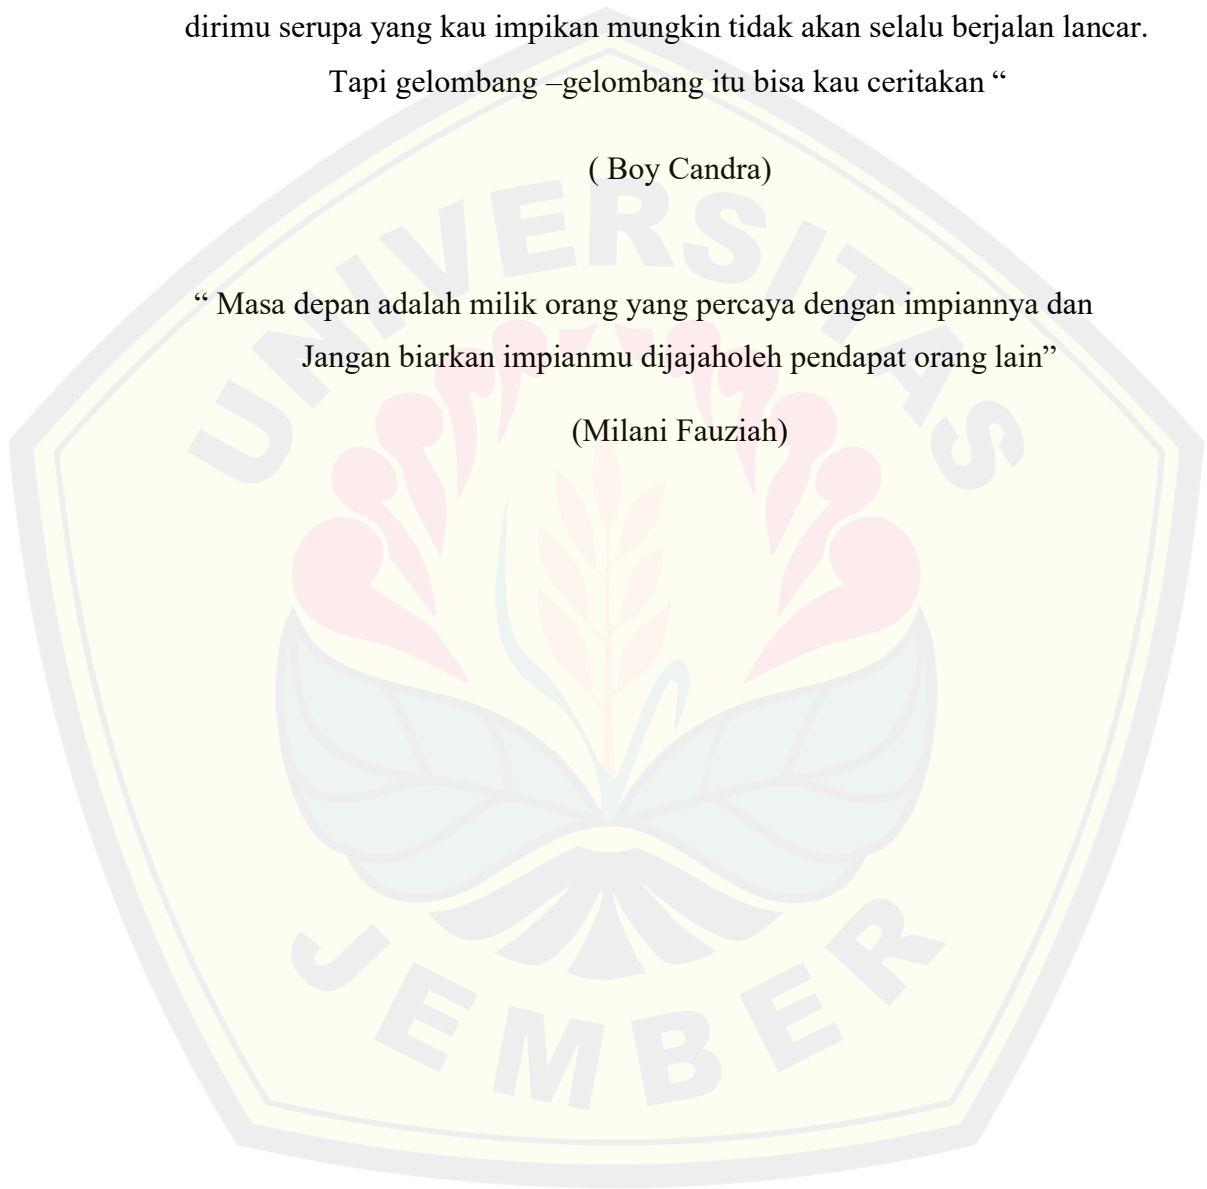 dirimu serupa yang kau impikan mungkin tidak akan selalu berjalan lancar.
Tapi gelombang –gelombang itu bisa kau ceritakan “
( Boy Candra)
“ Masa depan adalah milik orang yang percaya dengan impiannya dan
Jangan biarkan impianmu dijajaholeh pendapat orang lain”
(Milani Fauziah)
UNIVERSITAS
JEMBER